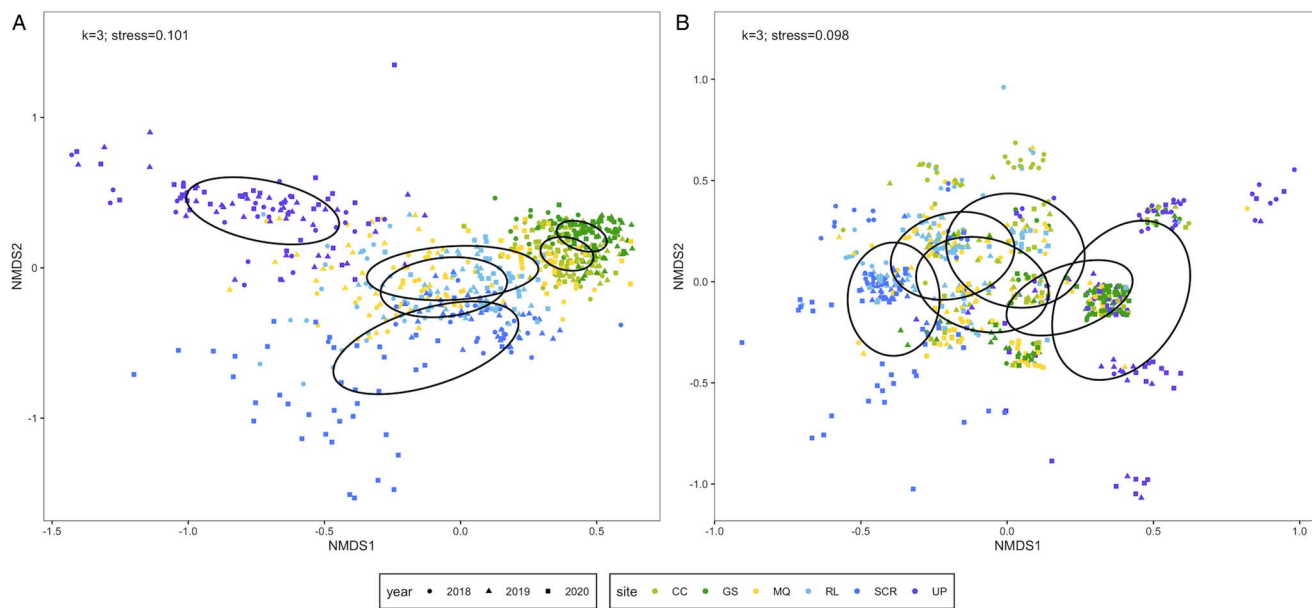 A
k=3; stress=0.101
1
0
-1
NMDS2
-1.5
-1.0
-0.5
0.0
0.5
NMDS1
B
k=3; stress=0.098
1.0
0.5
0.0
-0.5
-1.0
NMDS2
-1.0
-0.5
0.0
0.5
1.0
NMDS1
year 2018 2019 2020
site CC GS MQ RL SCR UP